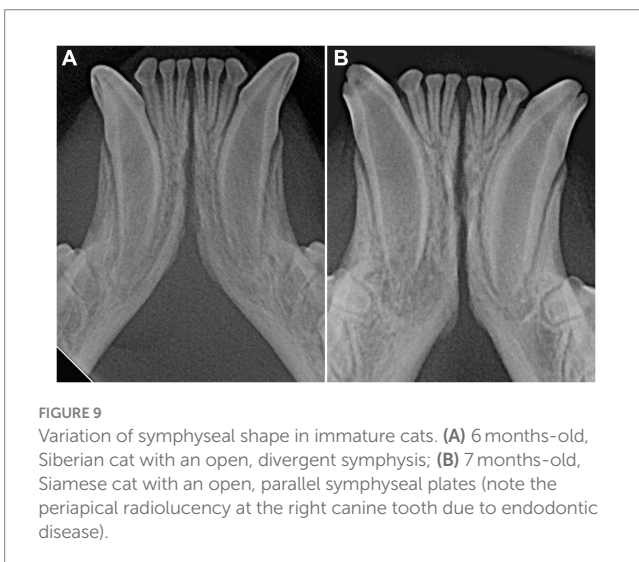 A
B
FIGURE 9
Variation of symphyseal shape in immature cats. (A) 6 months-old,
Siberian cat with an open, divergent symphysis; (B) 7 months-old,
Siamese cat with an open, parallel symphyseal plates (note the
periapical radiolucency at the right canine tooth due to endodontic
disease).